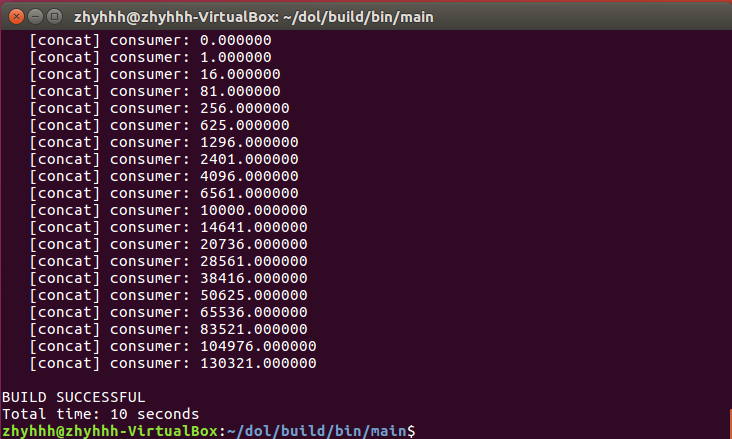 zhyhhh@zhyhhh-VirtualBox: ~/dol/build/bin/main
[concat] consumer: 0.000000
[concat] consumer: 1.000000
[concat] consumer: 16.000000
[concat] consumer: 81.000000
[concat] consumer: 256.000000
[concat] consumer: 625.000000
[concat] consumer: 1296.000000
[concat] consumer: 2401.000000
[concat] consumer: 4096.000000
[concat] consumer: 6561.000000
[concat] consumer: 10000.000000
[concat] consumer: 14641.000000
[concat] consumer: 20736.000000
[concat] consumer: 28561.000000
[concat] consumer: 38416.000000
[concat] consumer: 50625.000000
[concat] consumer: 65536.000000
[concat] consumer: 83521.000000
[concat] consumer: 104976.000000
[concat] consumer: 130321.000000
BUILD SUCCESSFUL
Total time: 10 seconds
zhyhhh@zhyhhh-VirtualBox:~/dol/build/bin/main$